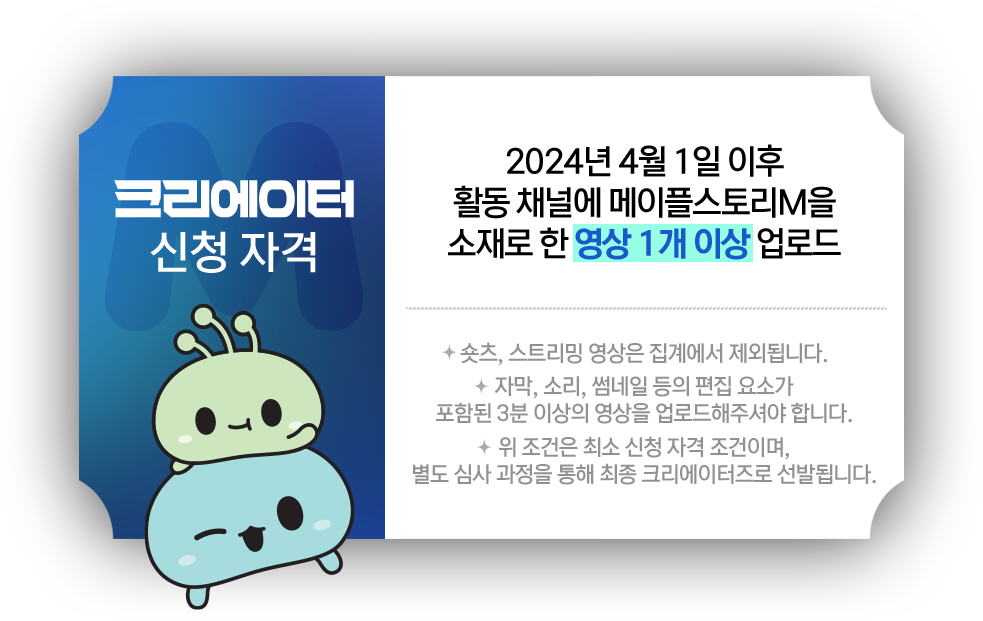 크리에이터
신청 자격
2024년 4월 1일 이후
활동 채널에 메이플스토리M을
소재로 한 영상 1개 이상 업로드
✦ 숏츠, 스트리밍 영상은 집계에서 제외됩니다.
✦ 자막, 소리, 썸네일 등의 편집 요소가
포함된 3분 이상의 영상을 업로드해주셔야 합니다.
✦ 위 조건은 최소 신청 자격 조건이며,
별도 심사 과정을 통해 최종 크리에이터즈로 선발됩니다.